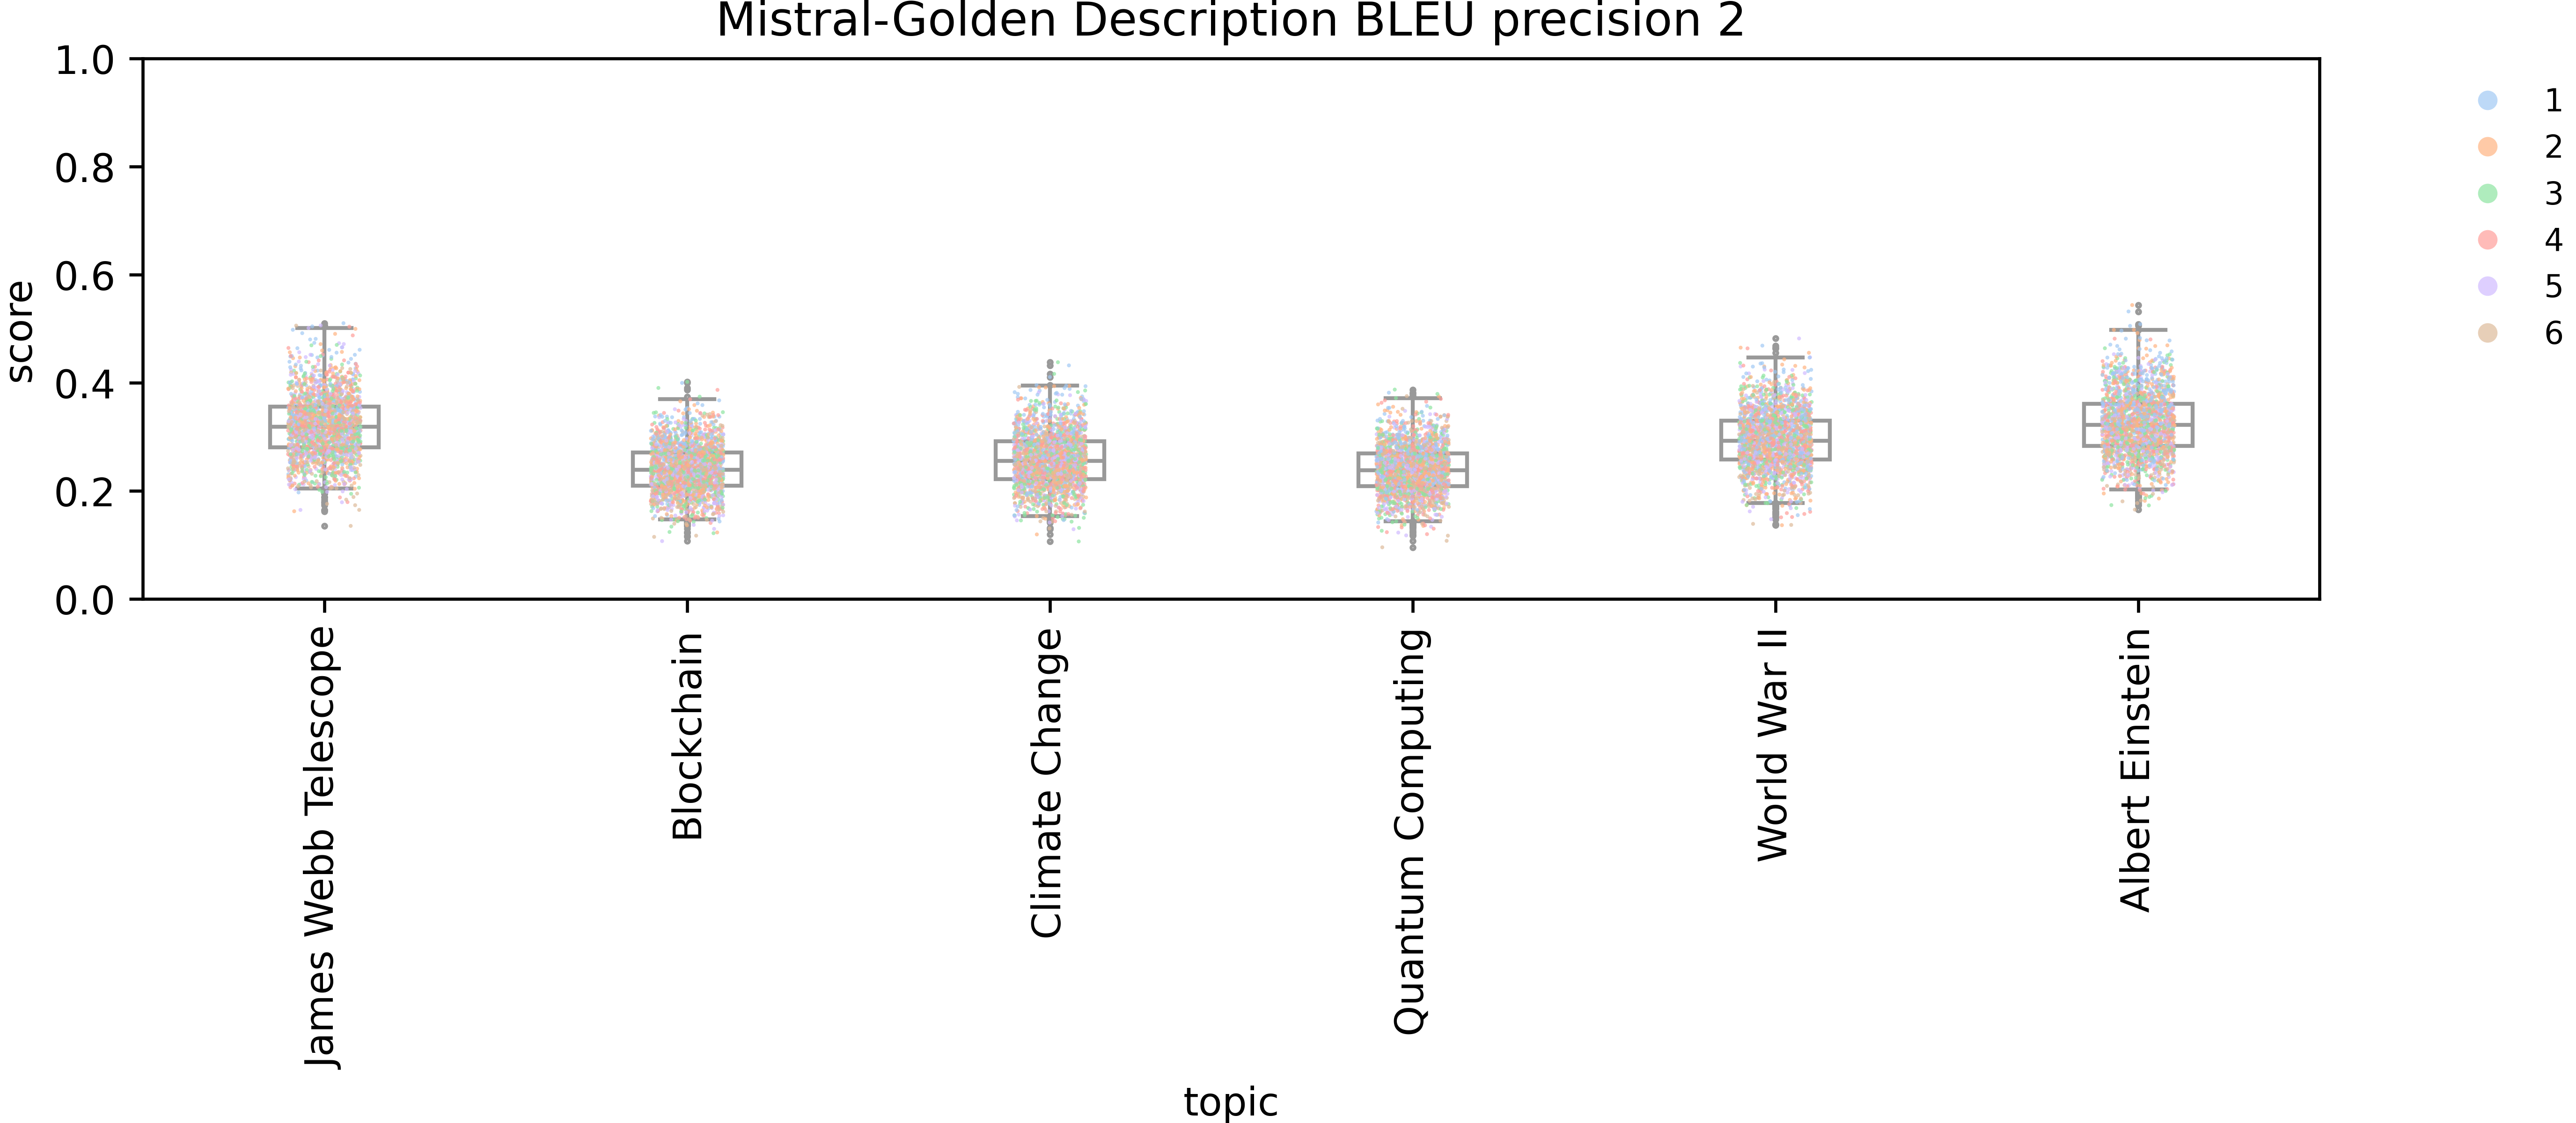 Mistral-Golden Description BLEU precision 2
1.0
0.8
0.6
0.4
0.2
0.0
score
1
2
3
4
5
6
James Webb Telescope
Blockchain
Climate Change
Quantum Computing
World War II
Albert Einstein
topic